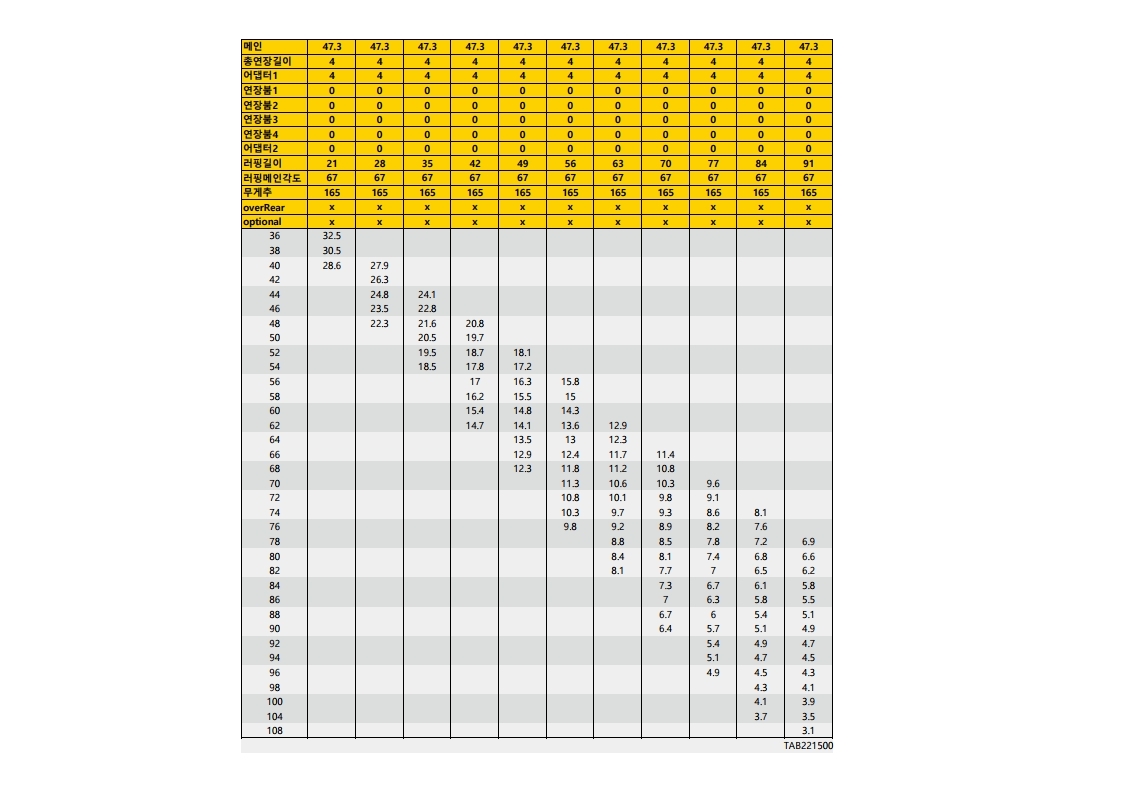 메인 47.3 47.3 47.3 47.3 47.3 47.3 47.3 47.3 47.3 47.3 47.3
총연장길이 4 4 4 4 4 4 4 4 4 4 4
어댑터1 4 4 4 4 4 4 4 4 4 4 4
연장붐1 0 0 0 0 0 0 0 0 0 0 0
연장붐2 0 0 0 0 0 0 0 0 0 0 0
연장붐3 0 0 0 0 0 0 0 0 0 0 0
연장붐4 0 0 0 0 0 0 0 0 0 0 0
어댑터2 0 0 0 0 0 0 0 0 0 0 0
러핑길이 21 28 35 42 49 56 63 70 77 84 91
러핑메인각도 67 67 67 67 67 67 67 67 67 67 67
무게추 165 165 165 165 165 165 165 165 165 165 165
overRear x x x x x x x x x x x
optional x x x x x x x x x x x
36 32.5
38 30.5
40 28.6 27.9
42 26.3
44 24.8 24.1
46 23.5 22.8
48 22.3 21.6 20.8
50 20.5 19.7
52 19.5 18.7 18.1
54 18.5 17.8 17.2
56 17 16.3 15.8
58 16.2 15.5 15
60 15.4 14.8 14.3
62 14.7 14.1 13.6 12.9
64 13.5 13 12.3
66 12.9 12.4 11.7 11.4
68 12.3 11.8 11.2 10.8
70 11.3 10.6 10.3 9.6
72 10.8 10.1 9.8 9.1
74 10.3 9.7 9.3 8.6 8.1
76 9.8 9.2 8.9 8.2 7.6
78 8.8 8.5 7.8 7.2 6.9
80 8.4 8.1 7.4 6.8 6.6
82 8.1 7.7 7 6.5 6.2
84 7.3 6.7 6.1 5.8
86 7 6.3 5.8 5.5
88 6.7 6 5.4 5.1
90 6.4 5.7 5.1 4.9
92 5.4 4.9 4.7
94 5.1 4.7 4.5
96 4.9 4.5 4.3
98 4.3 4.1
100 4.1 3.9
104 3.7 3.5
108 3.1
TAB221500